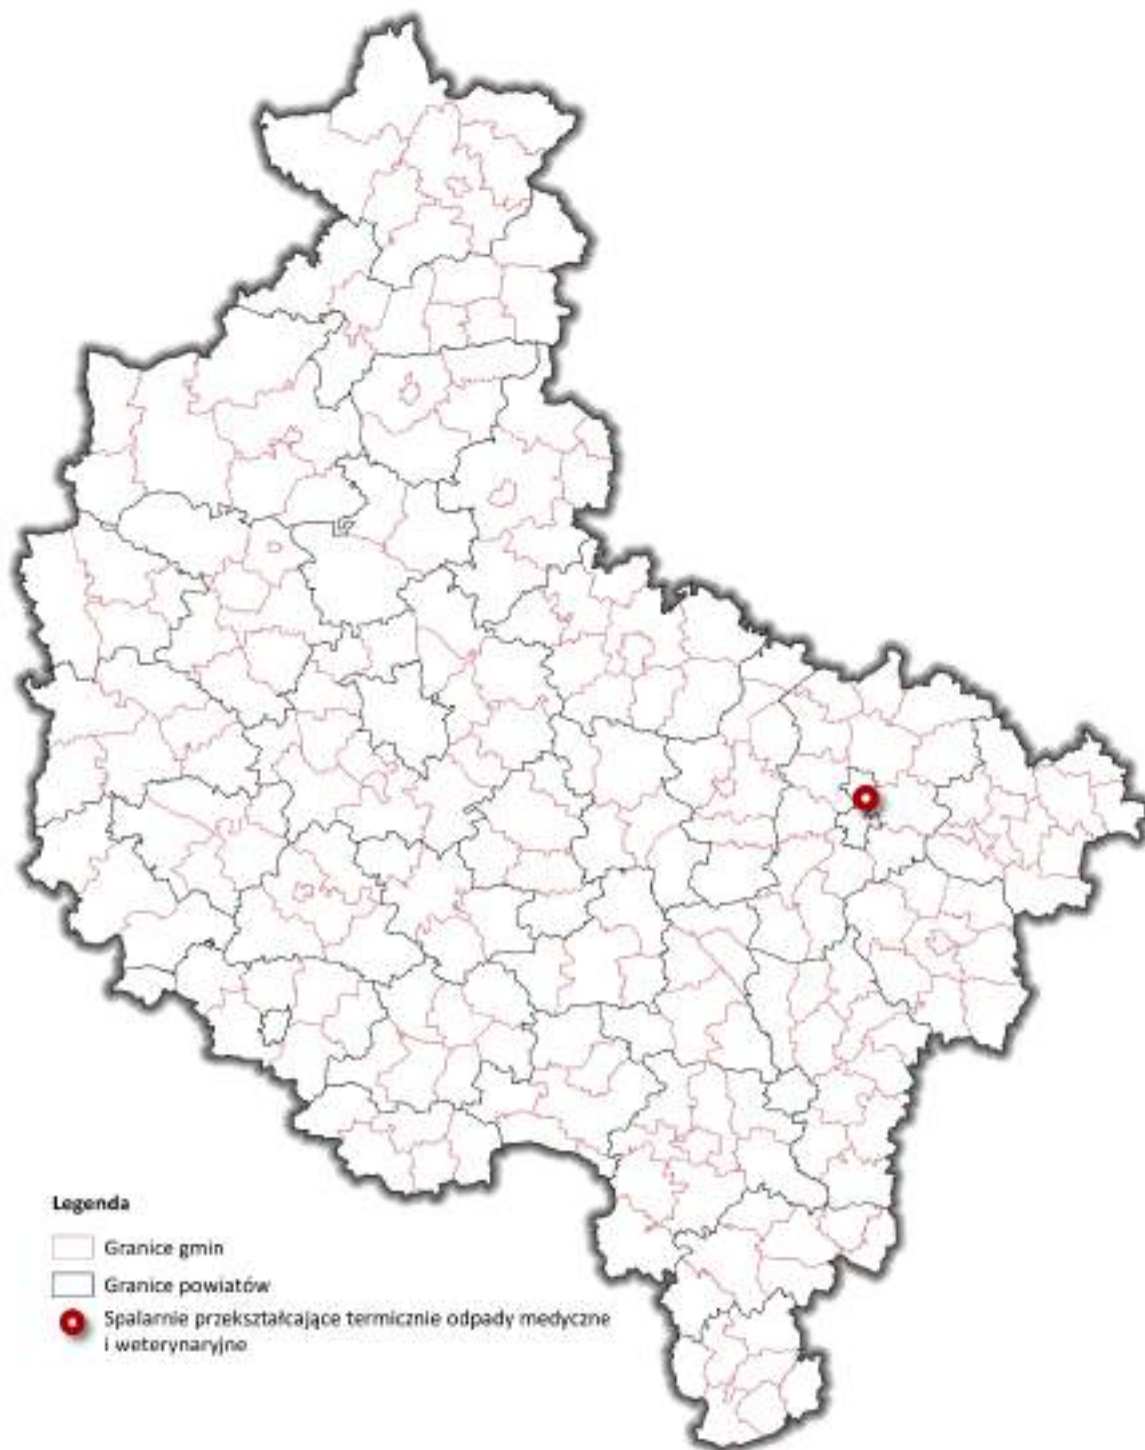 Legenda
Granice gmin
Granice powiatów
Spalarnie przekształcające termicznie odpady medyczne
i weterynaryjne